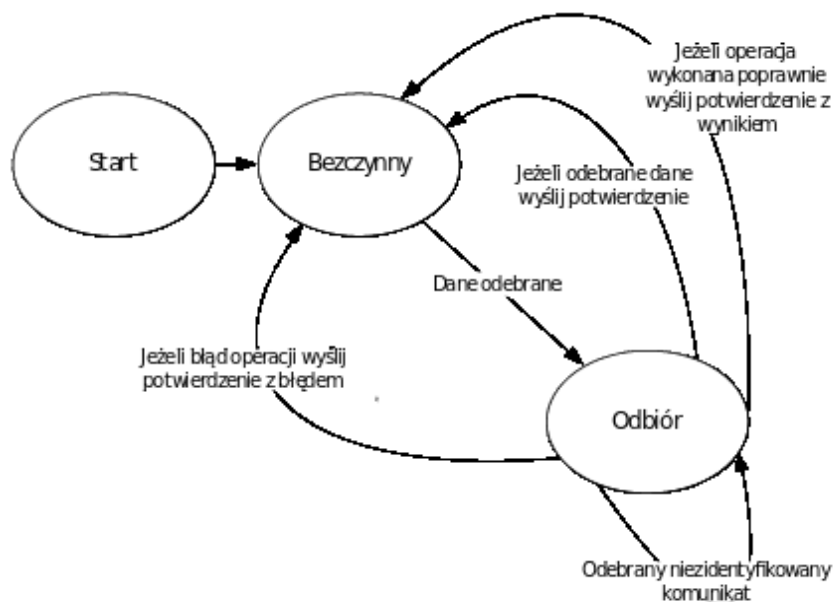 Jeżeli operacja
wykonana poprawnie
wyślij potwierdzenie z
wynikiem
Start
Bezczynny
Jeżeli odebrane dane
wyślij potwierdzenie
Dane odebrane
Jeżeli błąd operacji wyślij
potwierdzenie z błędem
Odbiór
Odebrany niezidentyfikowany
komunikat